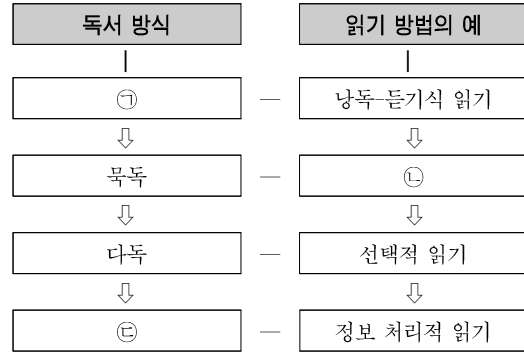 독서 방식 읽기 방법의 예
㉠ — 낭독-듣기식 읽기
⇩ ⇩
묵독 — ㉡
⇩ ⇩
다독 — 선택적 읽기
⇩ ⇩
㉢ — 정보 처리적 읽기